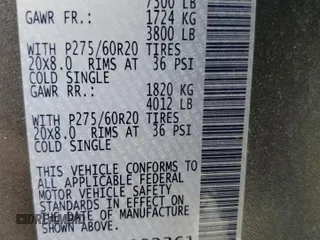 7300 LB
GAWR FR.: 1724 KG
3800 LB
WITH P275/60R20 TIRES
20X8.0 RIMS AT 36 PSI
COLD SINGLE
GAWR RR.: 1820 KG
4012 LB
WITH P275/60R20 TIRES
20X8.0 RIMS AT 36 PSI
COLD SINGLE
THIS VEHICLE CONFORMS TO
ALL APPLICABLE FEDERAL
MOTOR VEHICLE SAFETY
STANDARDS IN EFFECT ON
THE DATE OF MANUFACTURE
SHOWN ABOVE.